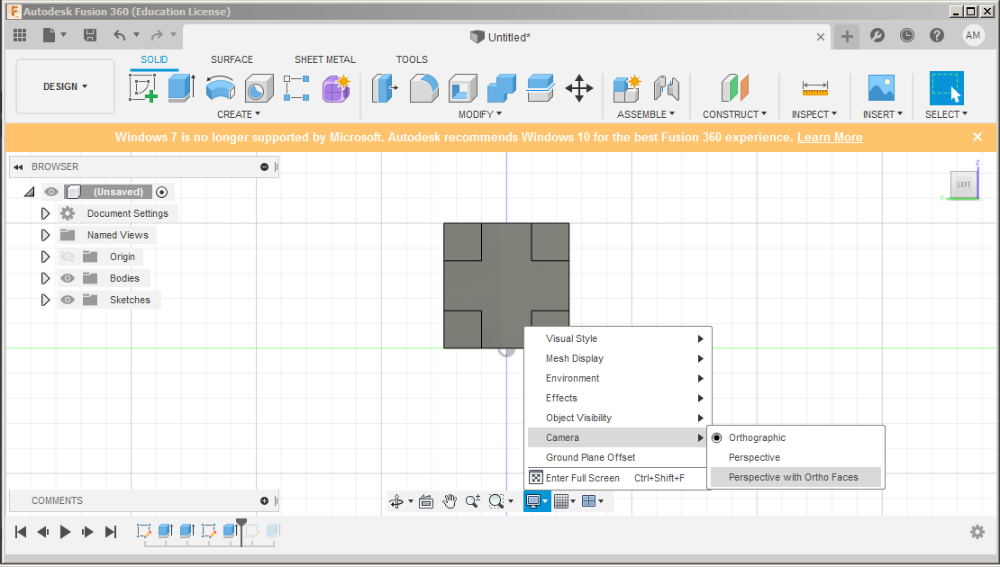 Autodesk Fusion 360 (Education License)
Untitled*
AM
SOLID SURFACE SHEET METAL TOOLS
DESIGN
CREATE MODIFY ASSEMBLE CONSTRUCT INSPECT INSERT SELECT
Windows 7 is no longer supported by Microsoft. Autodesk recommends Windows 10 for the best Fusion 360 experience. Learn More
BROWSER
(Unsaved)
Document Settings
Named Views
Origin
Bodies
Sketches
Z
LEFT
Y
Visual Style
Mesh Display
Environment
Effects
Object Visibility
Camera
Ground Plane Offset
Enter Full Screen Ctrl+Shift+F
Orthographic
Perspective
Perspective with Ortho Faces
COMMENTS